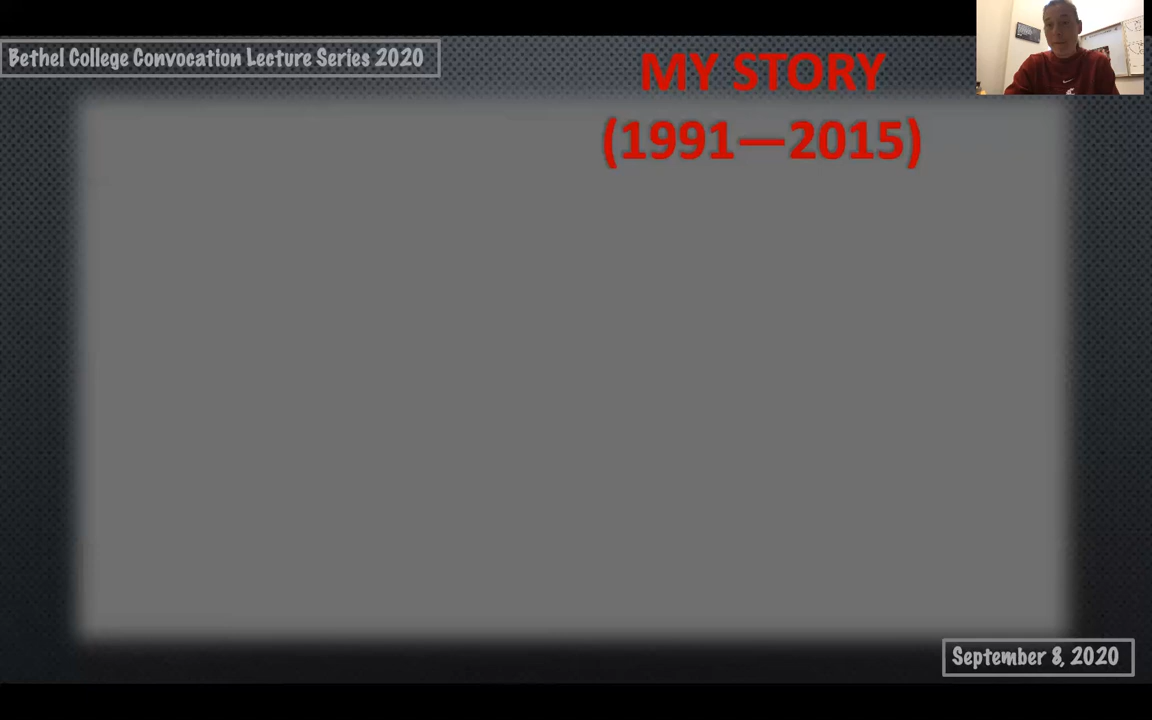 Bethel College Convocation Lecture Series 2020
MY STORY
(1991—2015)
September 8, 2020